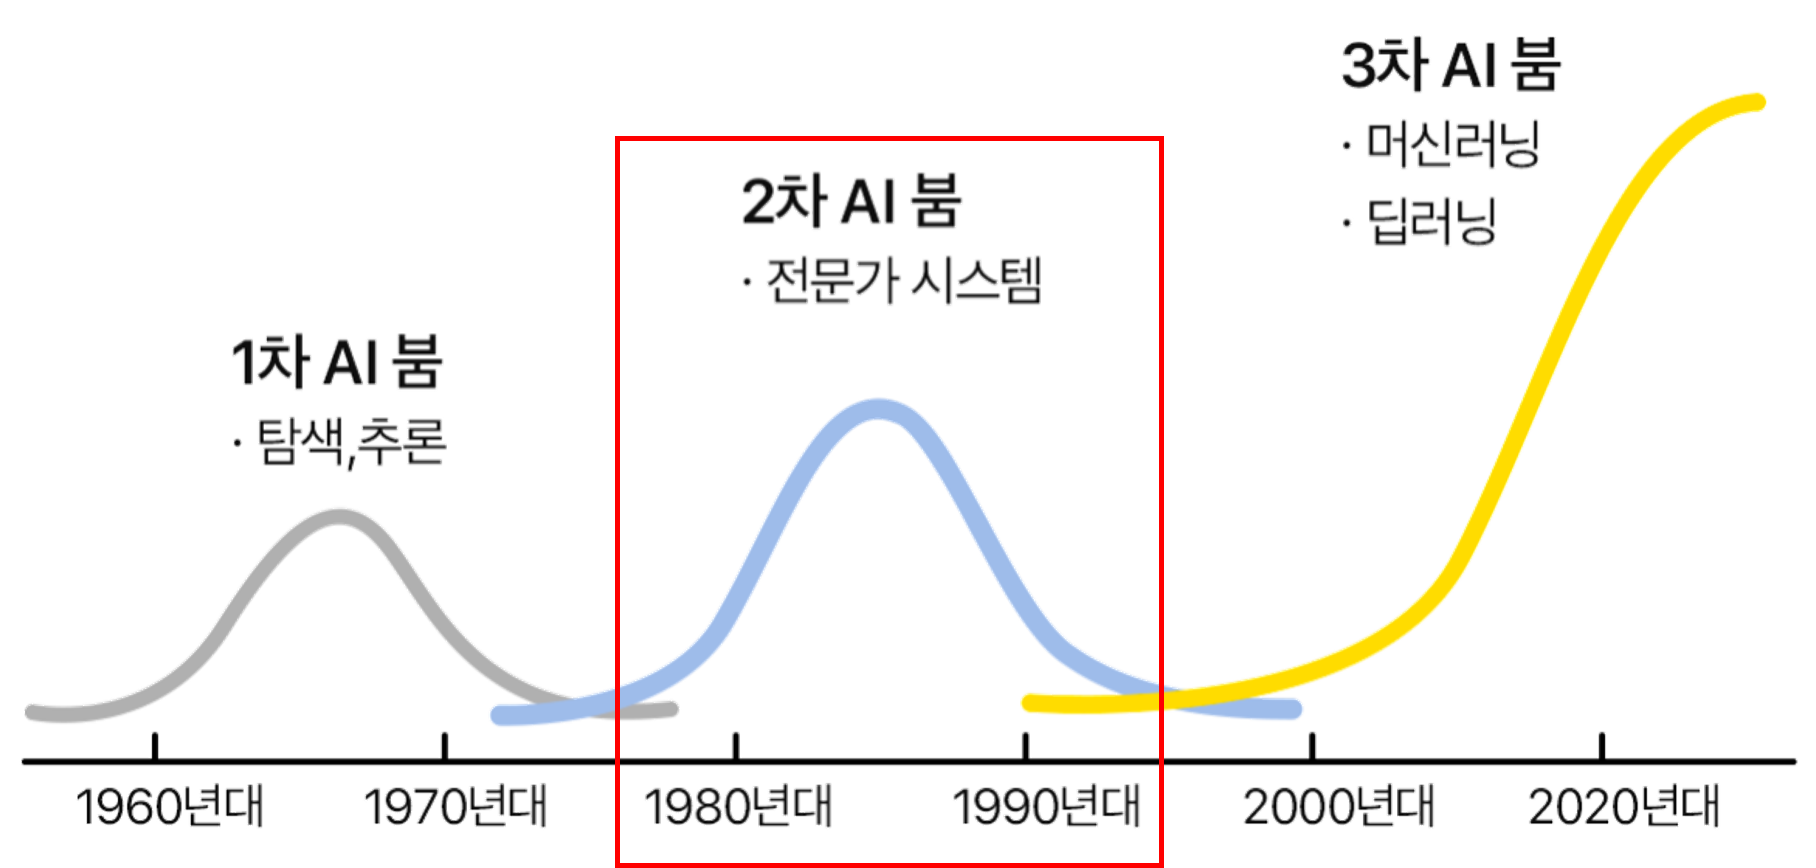 1차 AI 붐
· 탐색,추론
2차 AI 붐
· 전문가 시스템
3차 AI 붐
· 머신러닝
· 딥러닝
1960년대
1970년대
1980년대
1990년대
2000년대
2020년대